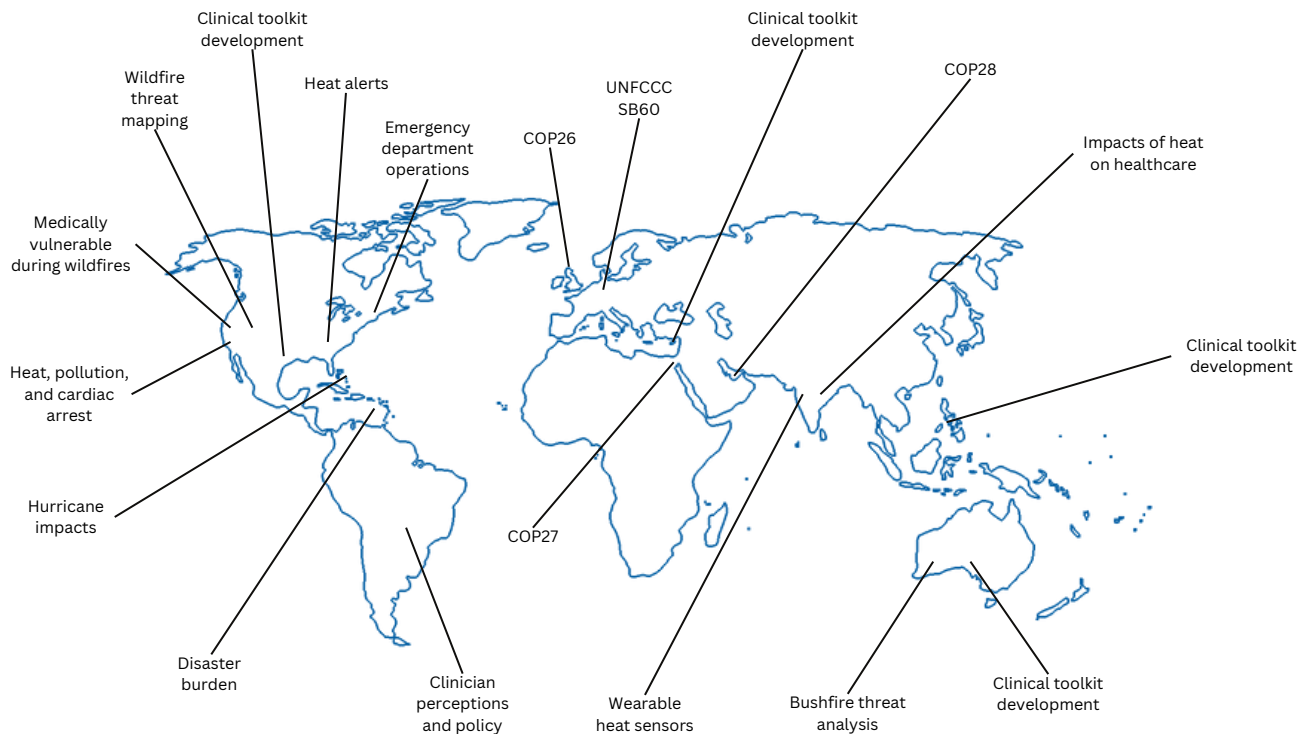 Clinical toolkit
development
Clinical toolkit
development
Wildfire
threat
mapping
Heat alerts
UNFCCC
SB60
COP28
Emergency
department
operations
COP26
Impacts of heat
on healthcare
Medically
vulnerable
during wildfires
Clinical toolkit
development
Heat, pollution,
and cardiac
arrest
Hurricane
impacts
COP27
Disaster
burden
Clinician
perceptions
and policy
Wearable
heat sensors
Bushfire threat
analysis
Clinical toolkit
development